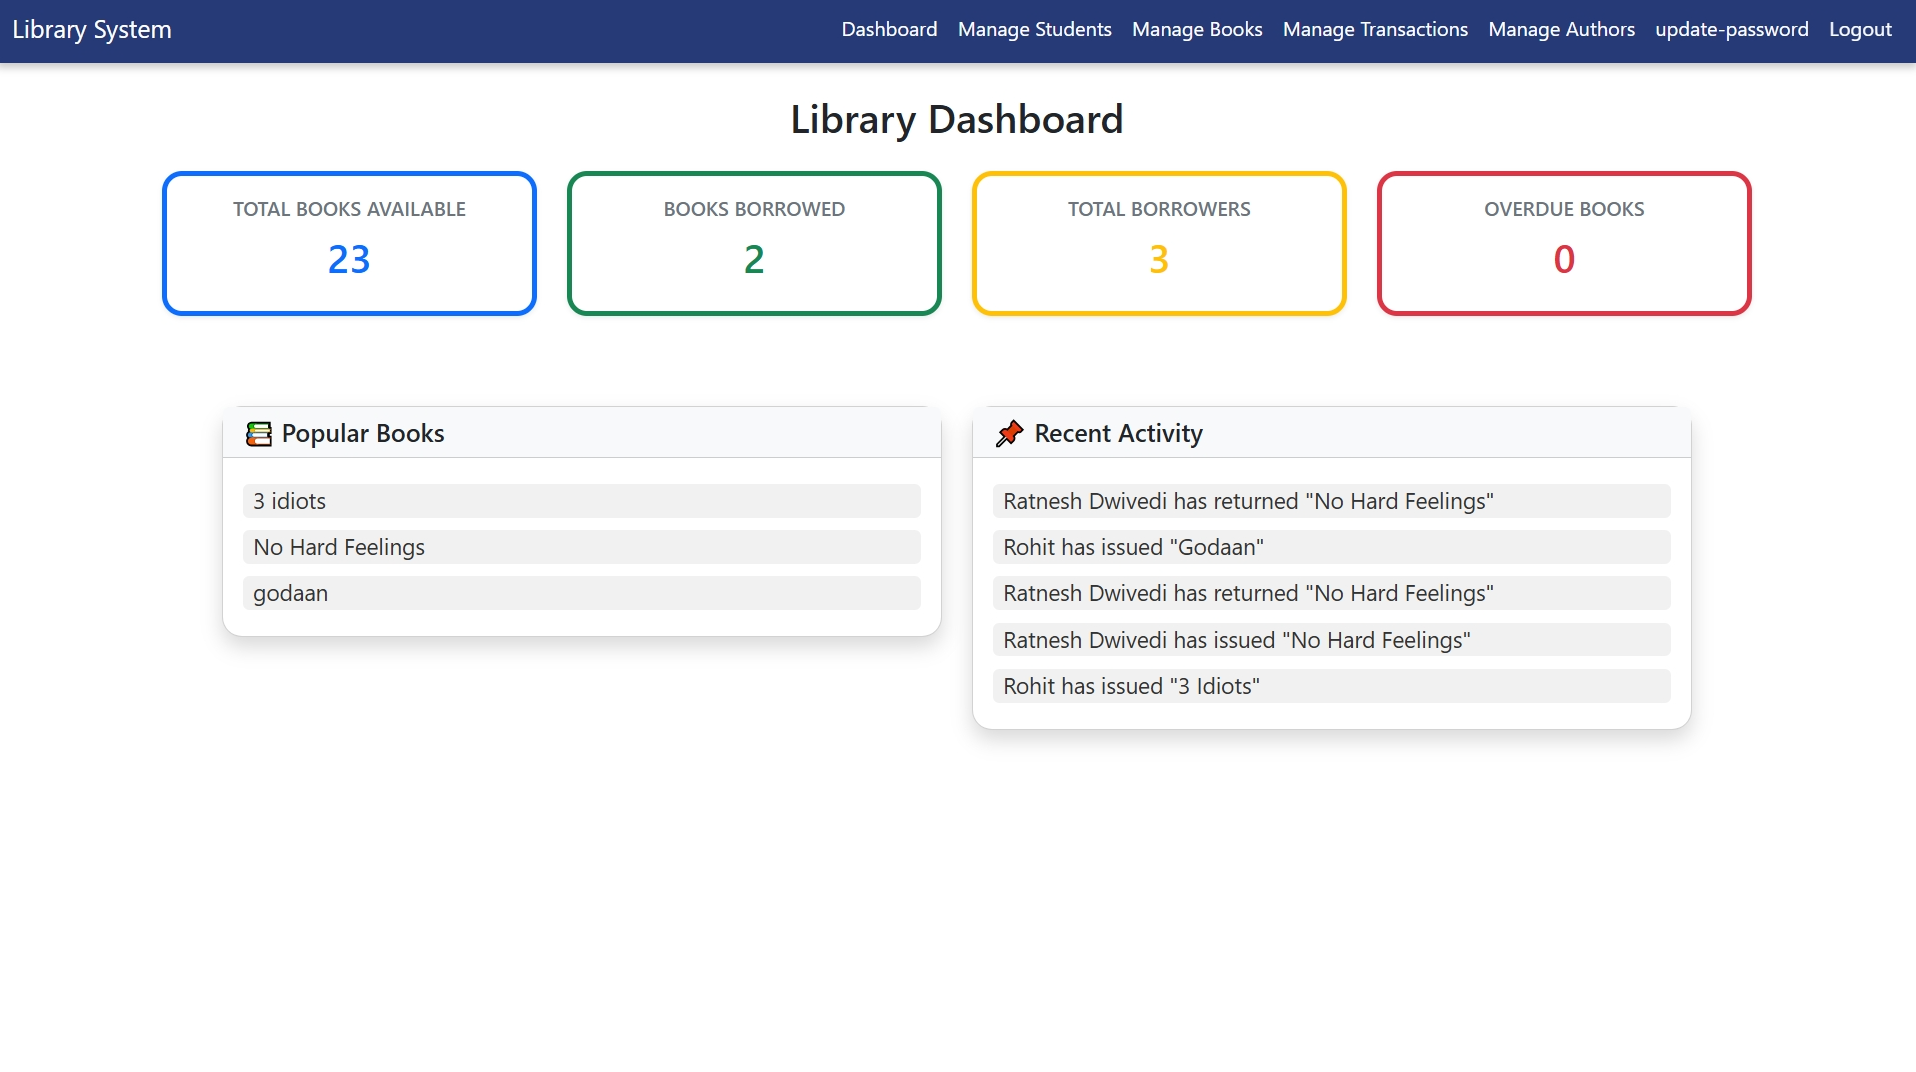 Library System
Dashboard Manage Students Manage Books Manage Transactions Manage Authors update-password Logout
Library Dashboard
TOTAL BOOKS AVAILABLE
23
BOOKS BORROWED
2
TOTAL BORROWERS
3
OVERDUE BOOKS
0
Popular Books
3 idiots
No Hard Feelings
godaan
Recent Activity
Ratnesh Dwivedi has returned "No Hard Feelings"
Rohit has issued "Godaan"
Ratnesh Dwivedi has returned "No Hard Feelings"
Ratnesh Dwivedi has issued "No Hard Feelings"
Rohit has issued "3 Idiots"